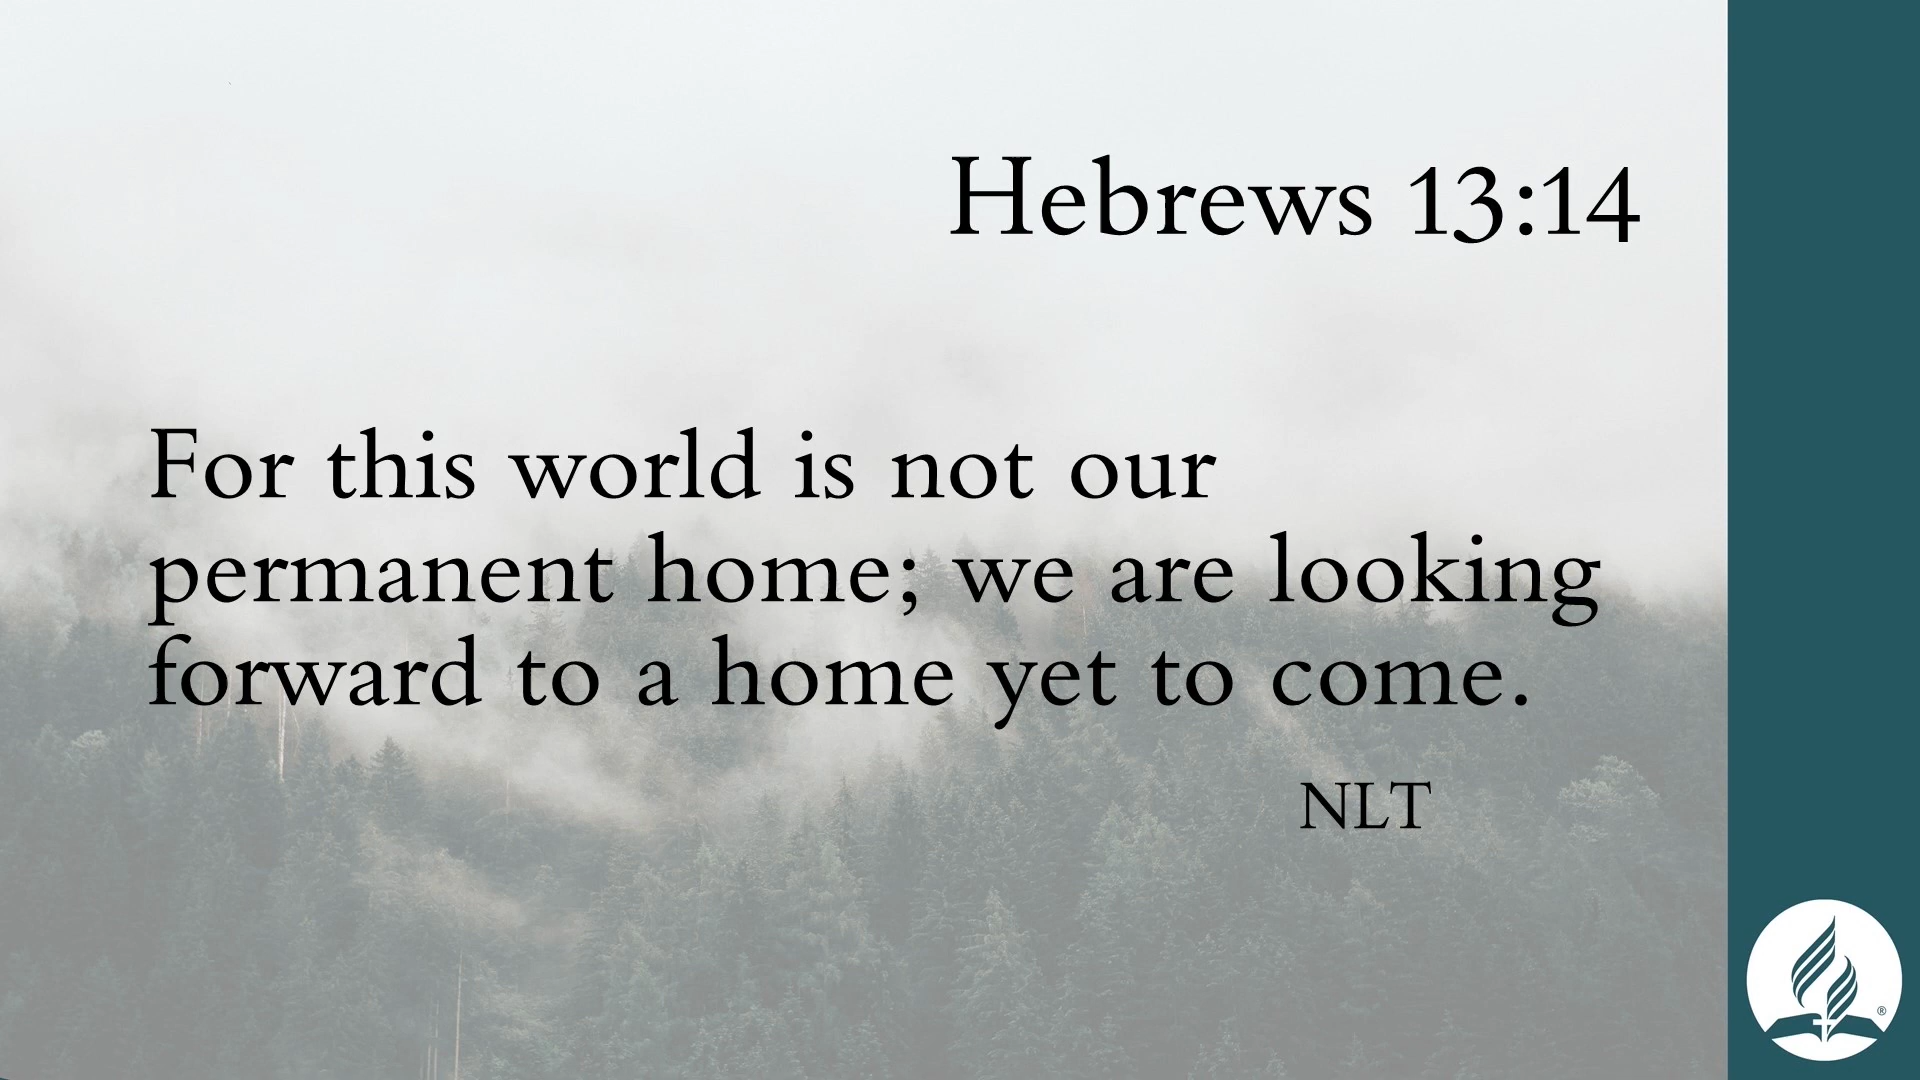 Hebrews 13:14
For this world is not our
permanent home; we are looking
forward to a home yet to come.
NLT
®